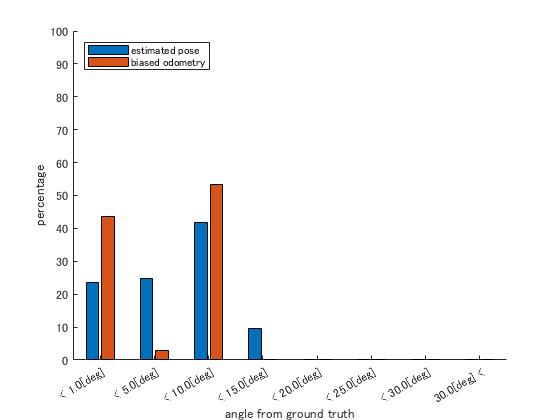 100
90
80
70
60
50
40
30
20
10
0
percentage
estimated pose
biased odometry
< 1.0[deg]
< 5.0[deg]
< 10.0[deg]
< 15.0[deg]
< 20.0[deg]
< 25.0[deg]
< 30.0[deg]
30.0[deg] <
angle from ground truth